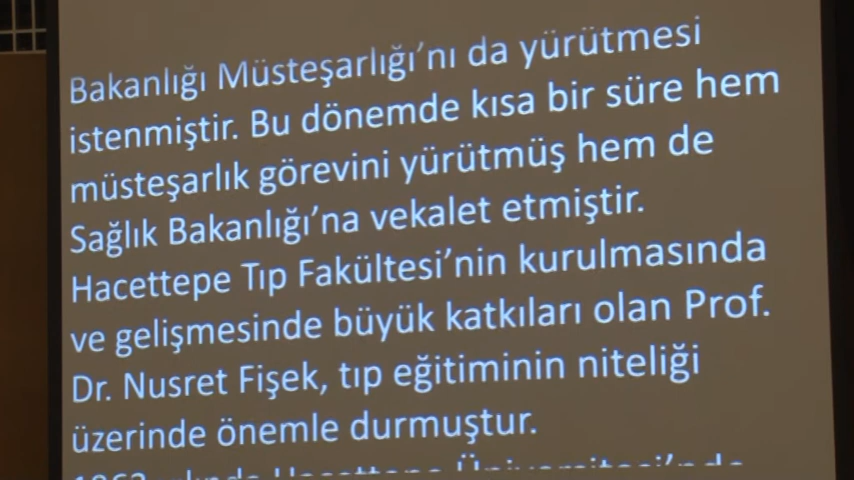 Bakanlığı Müsteşarlığı’nı da yürütmesi
istenmiştir. Bu dönemde kısa bir süre hem
müsteşarlık görevini yürütmüş hem de
Sağlık Bakanlığı’na vekalet etmiştir.
Hacettepe Tıp Fakültesi’nin kurulmasında
ve gelişmesinde büyük katkıları olan Prof.
Dr. Nusret Fişek, tıp eğitiminin niteliği
üzerinde önemle durmuştur.